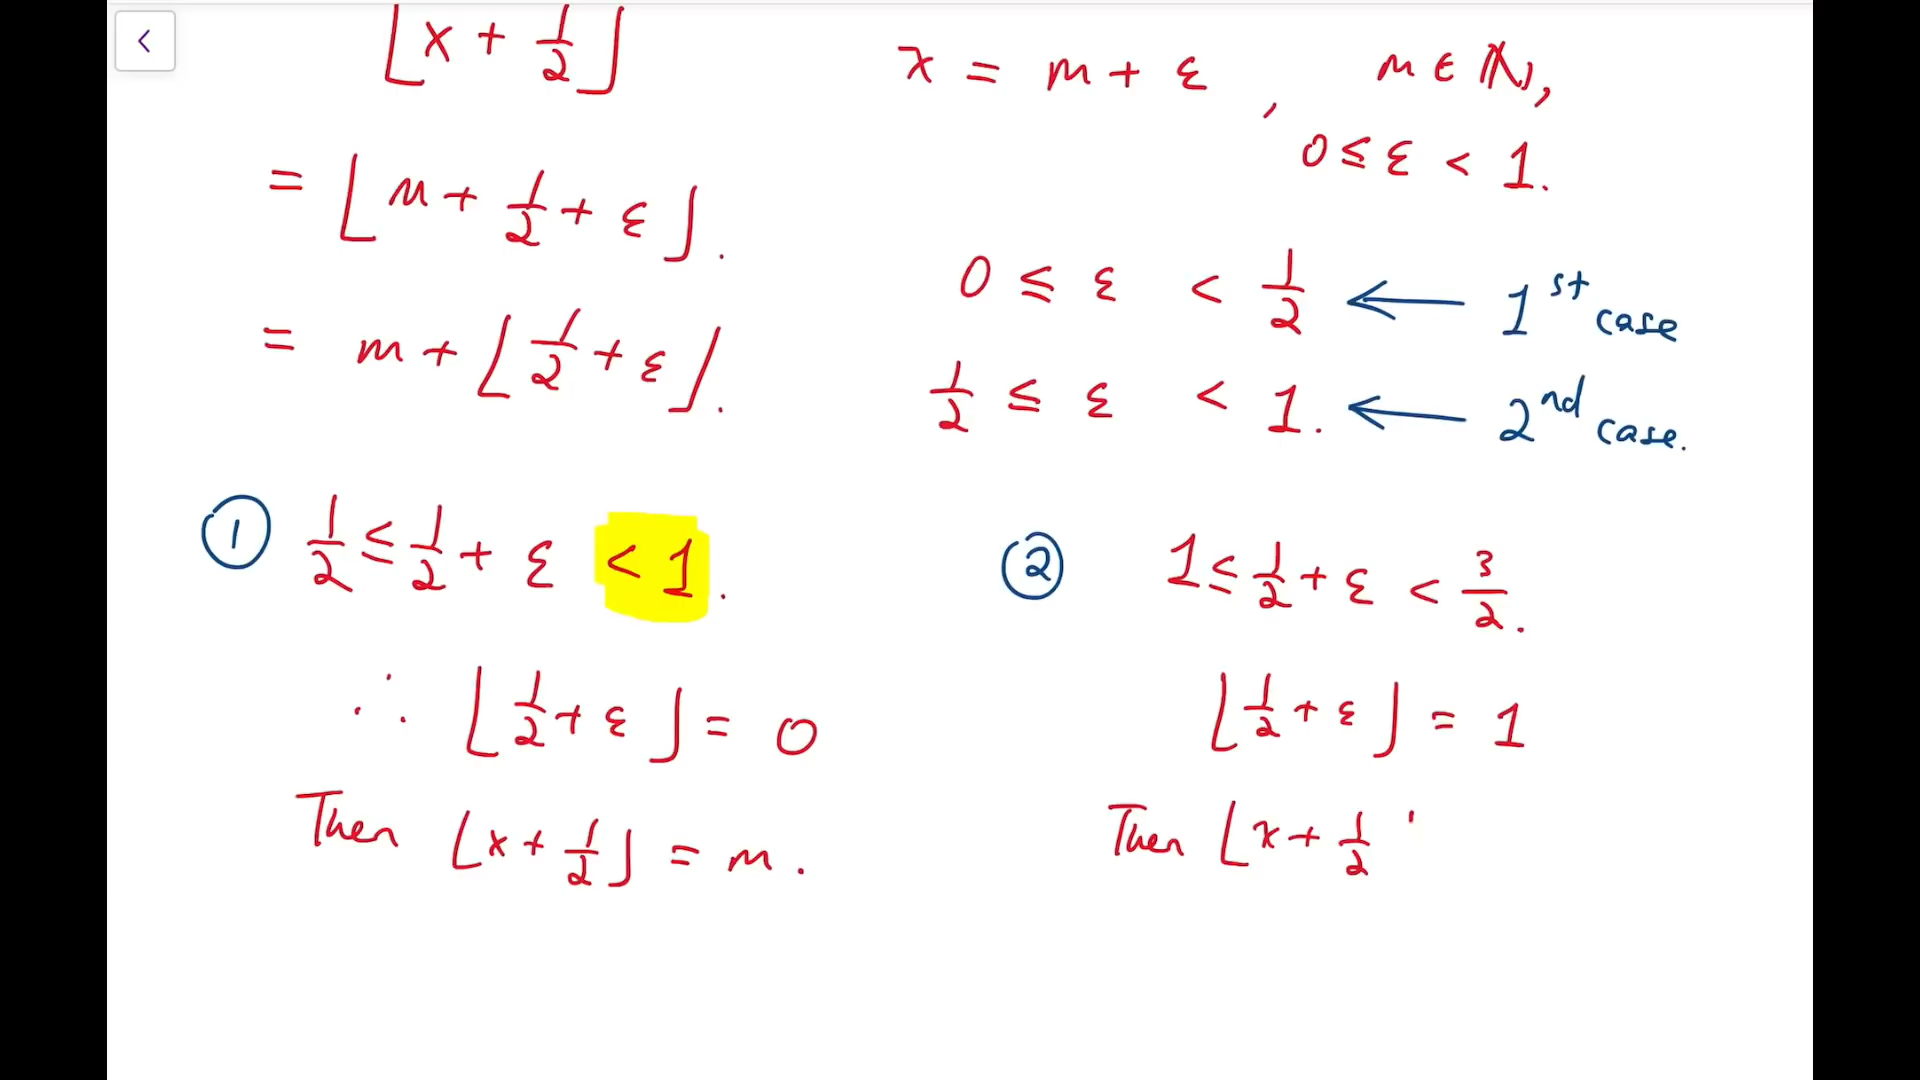 ⌊x + 1/2⌋
x = m + ε , m ∈ ℕ,
0 ≤ ε < 1.
= ⌊m + 1/2 + ε⌋.
0 ≤ ε < 1/2 ← 1st case
= m + ⌊1/2 + ε⌋.
1/2 ≤ ε < 1. ← 2nd case.
① 1/2 ≤ 1/2 + ε < 1.
② 1 ≤ 1/2 + ε < 3/2.
∴ ⌊1/2 + ε⌋ = 0
⌊1/2 + ε⌋ = 1
Then ⌊x + 1/2⌋ = m.
Then ⌊x + 1/2